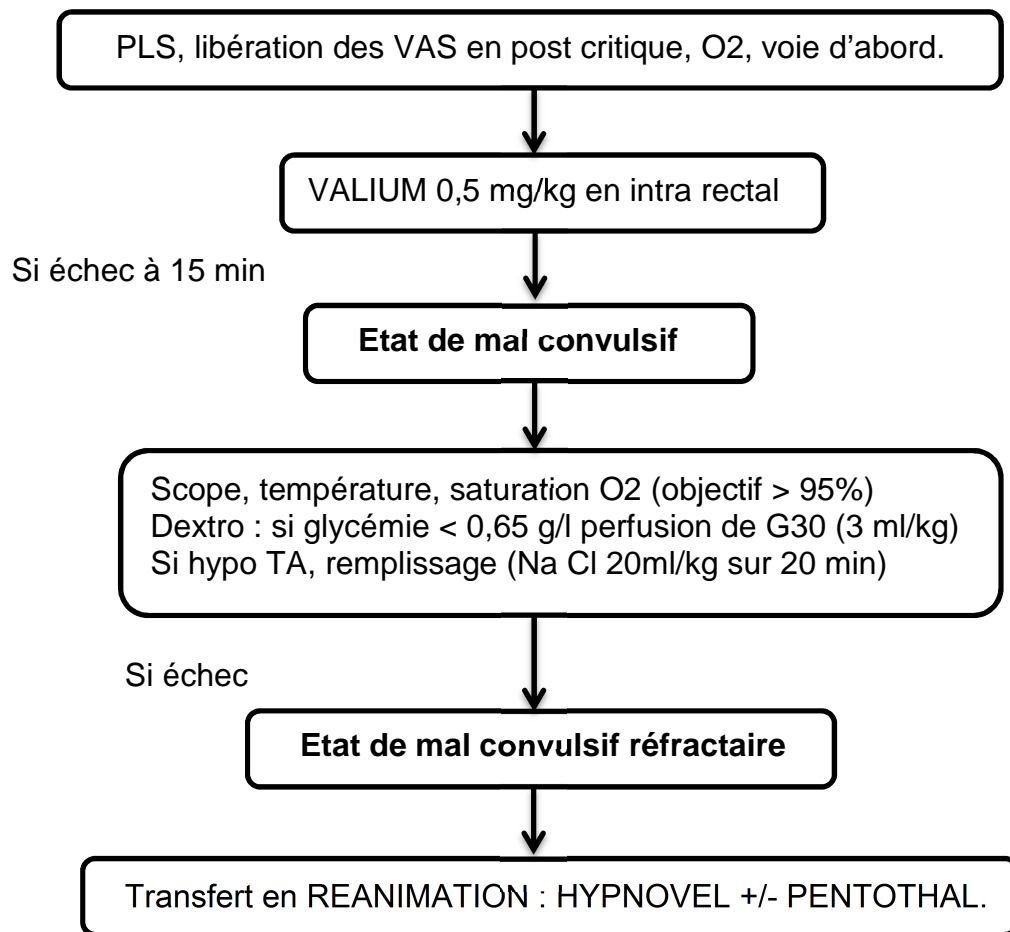 PLS, libération des VAS en post critique, O2, voie d’abord.
VALIUM 0,5 mg/kg en intra rectal
Si échec à 15 min
Etat de mal convulsif
Scope, température, saturation O2 (objectif > 95%)
Dextro : si glycémie < 0,65 g/l perfusion de G30 (3 ml/kg)
Si hypo TA, remplissage (Na Cl 20ml/kg sur 20 min)
Si échec
Etat de mal convulsif réfractaire
Transfert en REANIMATION : HYPNOVEL +/- PENTOTHAL.